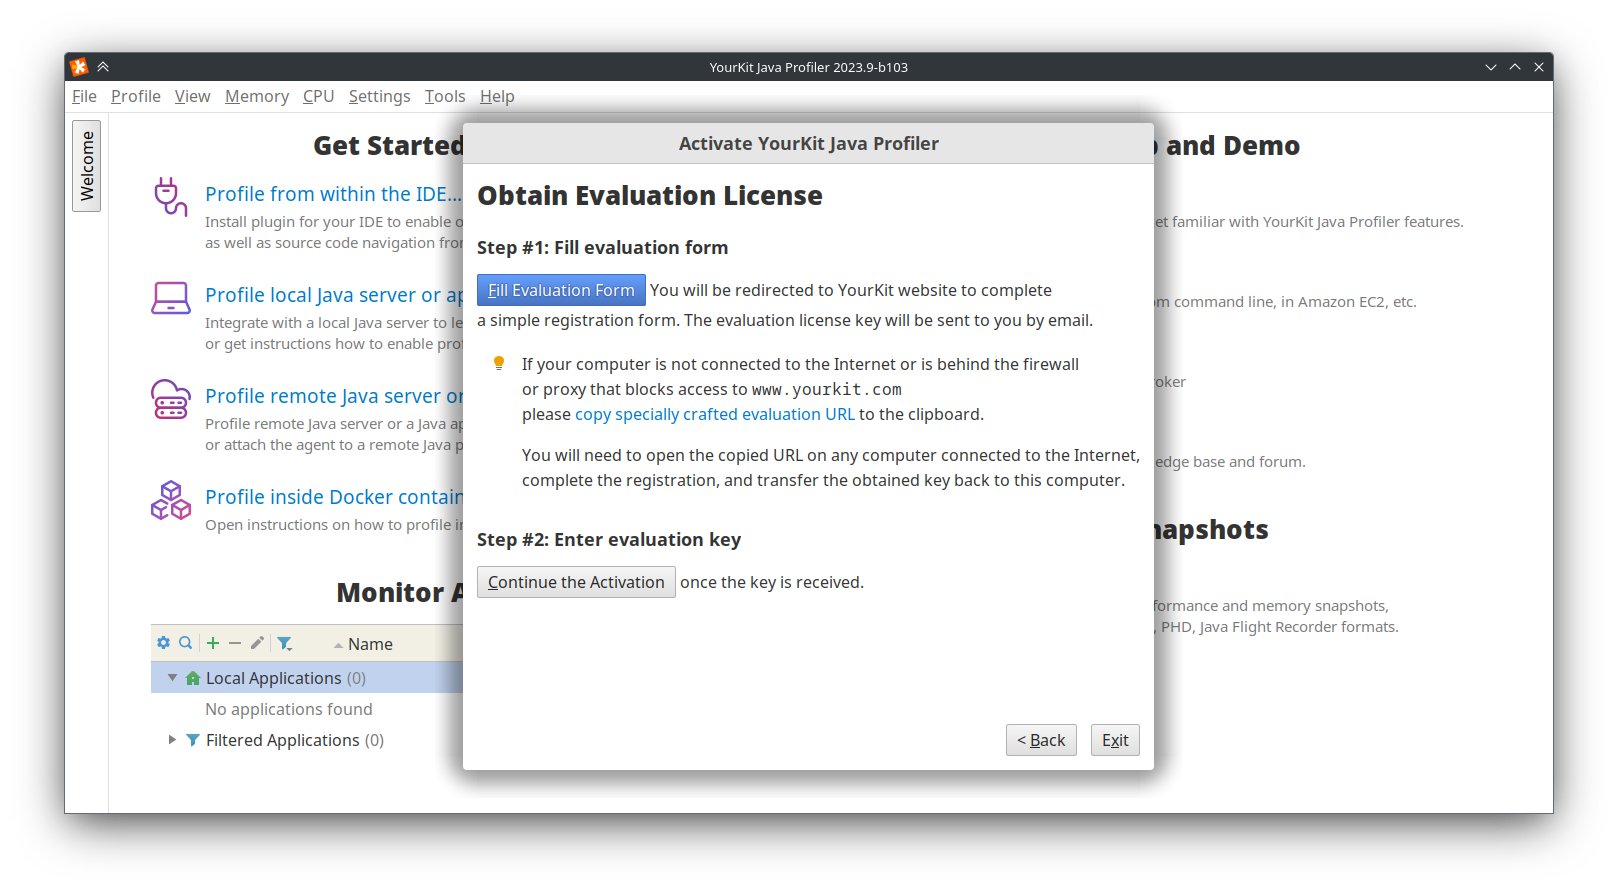 YourKit Java Profiler 2023.9-b103
File Profile View Memory CPU Settings Tools Help
Welcome
Get Started
Profile from within the IDE...
Install plugin for your IDE to enable
as well as source code navigation
Profile local Java server or
Integrate with a local Java server to
or get instructions how to enable
Profile remote Java server or
Profile remote Java server or a Java
or attach the agent to a remote Java
Profile inside Docker
Open instructions on how to profile
Monitor
Name
Local Applications (0)
No applications found
Filtered Applications (0)
Activate YourKit Java Profiler
Obtain Evaluation License
Step #1: Fill evaluation form
Fill Evaluation Form You will be redirected to YourKit website to complete
a simple registration form. The evaluation license key will be sent to you by email.
If your computer is not connected to the Internet or is behind the firewall
or proxy that blocks access to www.yourkit.com
please copy specially crafted evaluation URL to the clipboard.
You will need to open the copied URL on any computer connected to the Internet,
complete the registration, and transfer the obtained key back to this computer.
Step #2: Enter evaluation key
Continue the Activation once the key is received.
< Back Exit
and Demo
familiar with YourKit Java Profiler features.
command line, in Amazon EC2, etc.
base and forum.
and memory snapshots,
, PHD, Java Flight Recorder formats.